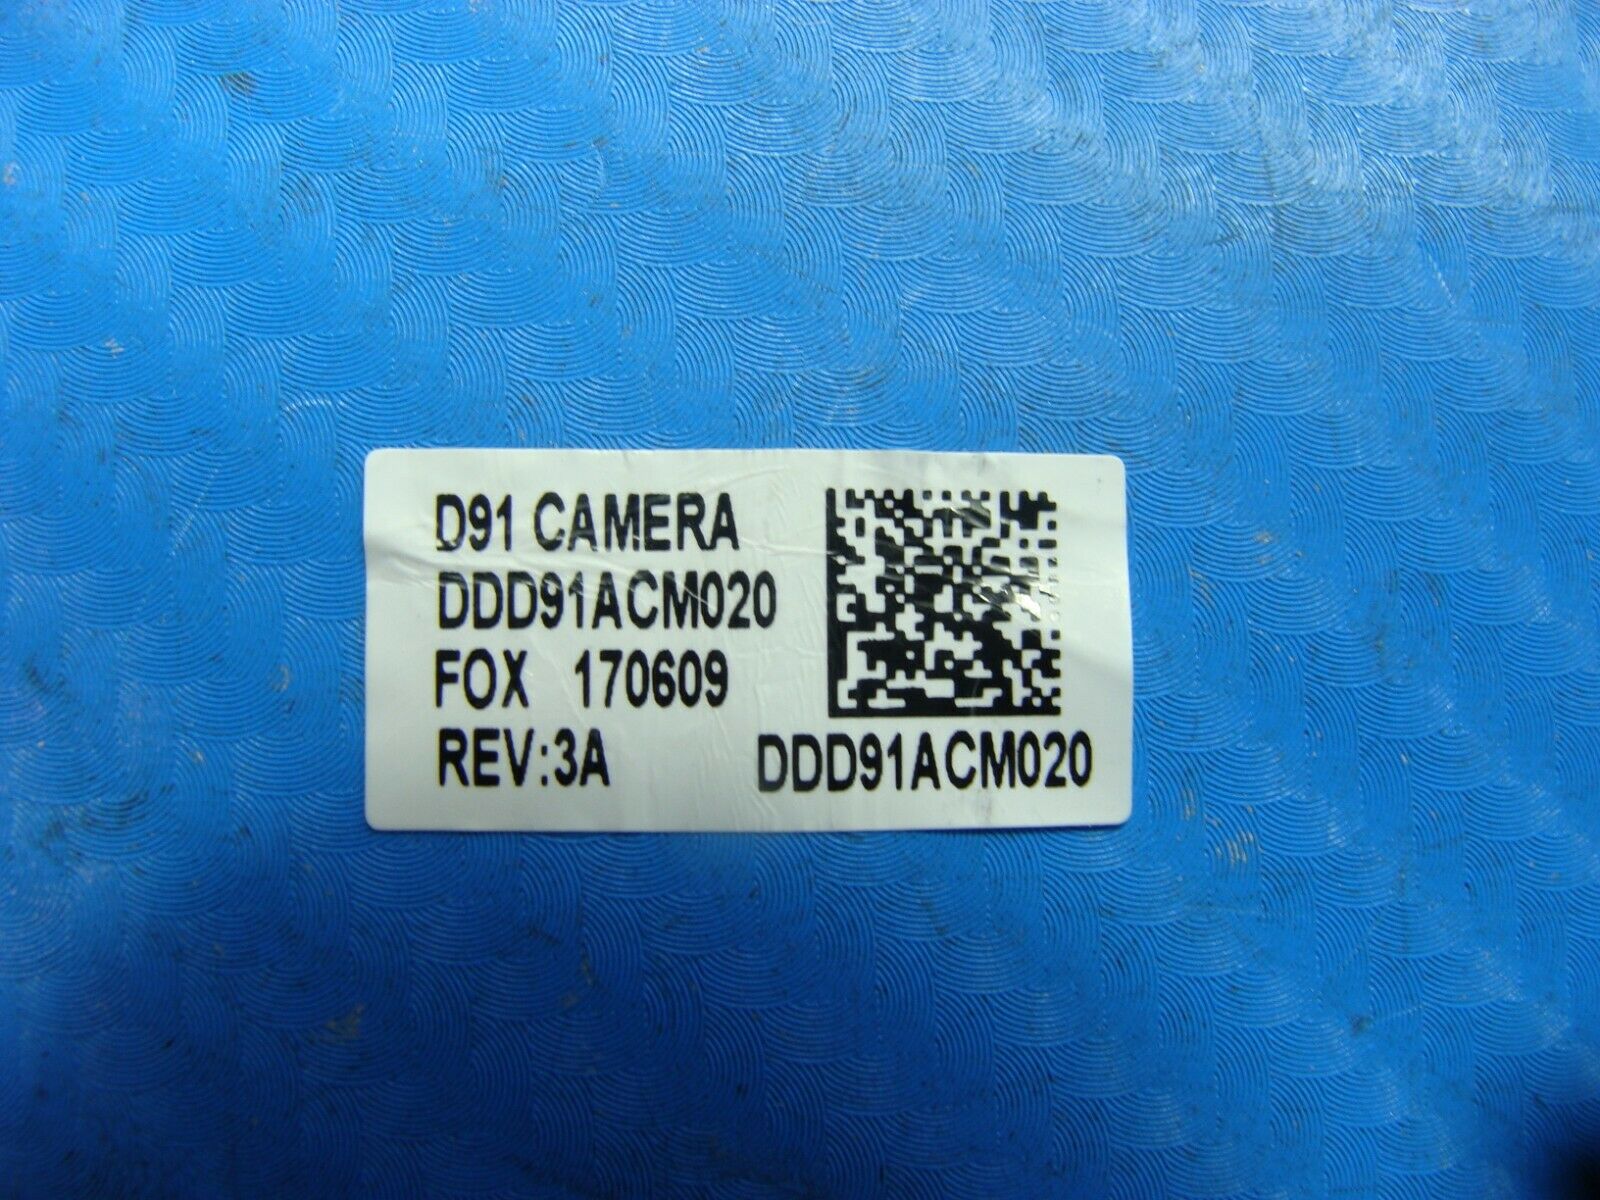 D91 CAMERA
DDD91ACM020
FOX 170609
REV:3A
DDD91ACM020